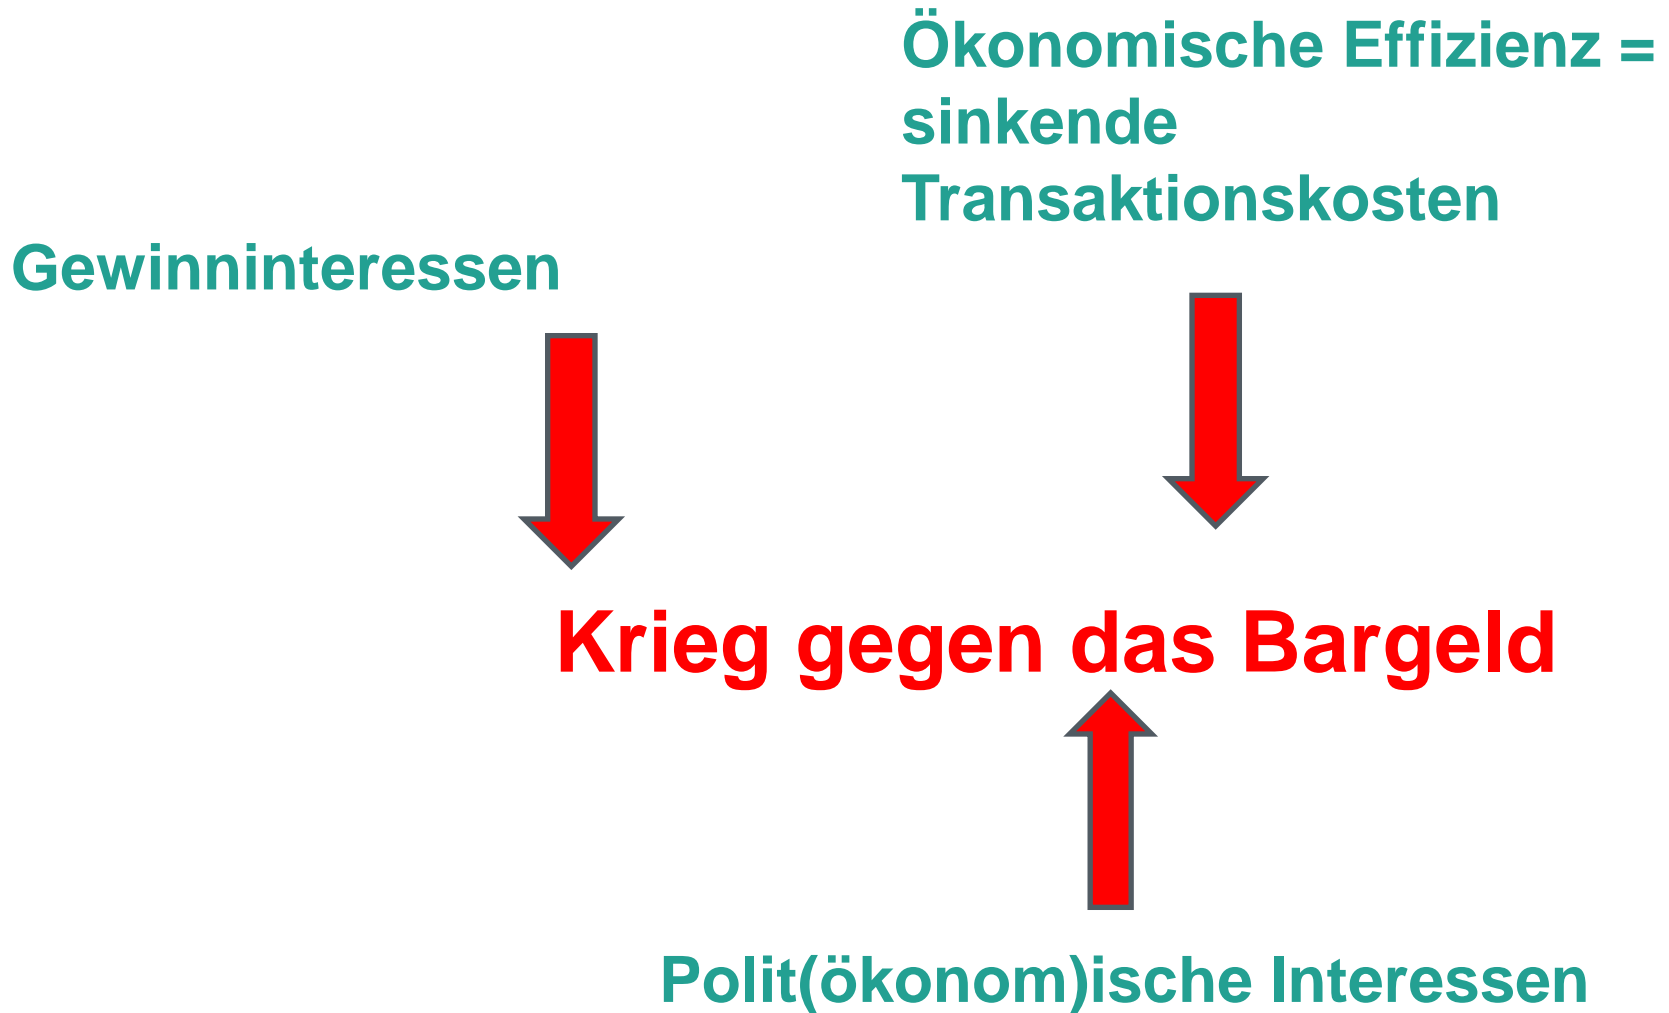 Ökonomische Effizienz =
sinkende
Transaktionskosten
Gewinninteressen
Krieg gegen das Bargeld
Polit(ökonom)ische Interessen